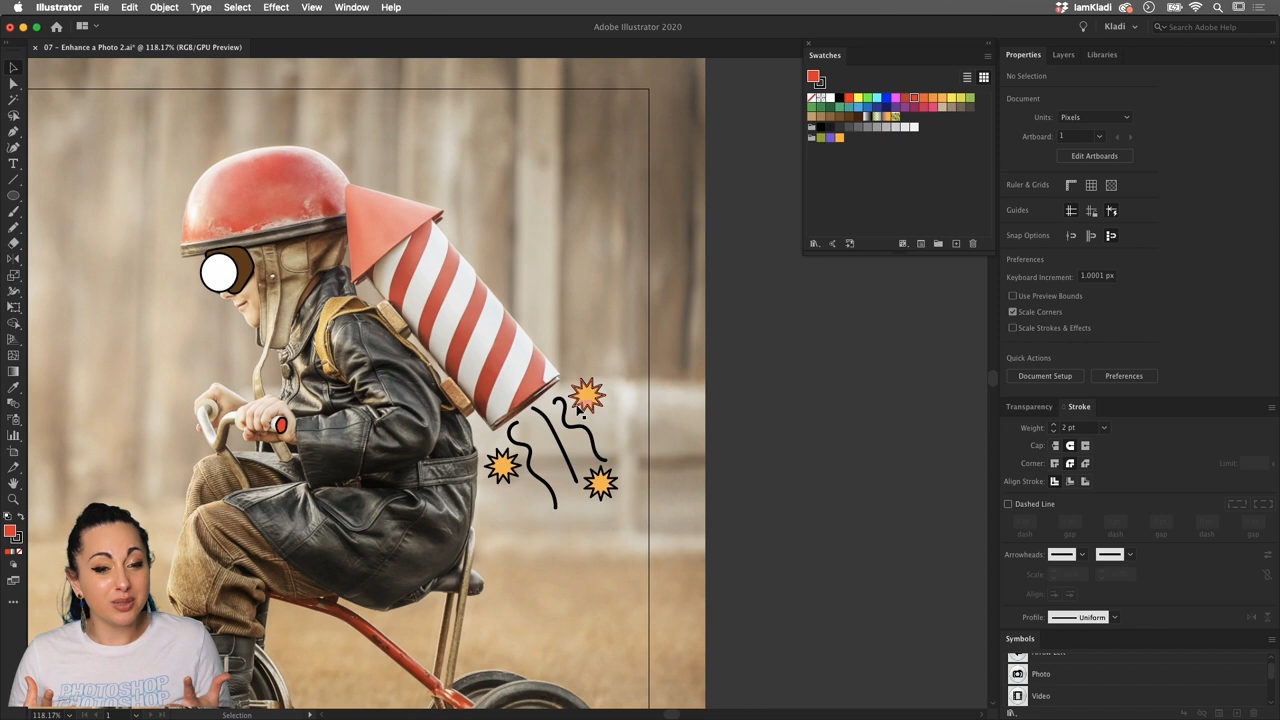 Illustrator File Edit Object Type Select Effect View Window Help
IamKladi
Adobe Illustrator 2020
Kladi
Search Adobe Help
07 – Enhance a Photo 2.ai* @ 118.17% (RGB/GPU Preview)
Swatches
Properties Layers Libraries
No Selection
Document
Units: Pixels
Artboard: 1
Edit Artboards
Ruler & Grids
Guides
Snap Options
Preferences
Keyboard Increment: 1.0001 px
Use Preview Bounds
Scale Corners
Scale Strokes & Effects
Quick Actions
Document Setup Preferences
Transparency Stroke
Weight: 2 pt
Cap:
Corner: Limit:
Align Stroke:
Dashed Line
dash gap dash gap dash gap
Arrowheads:
Scale:
Align:
Profile: Uniform
Symbols
Photo
Video
PHOTOSHOP
PHOTOSHOP
118.17% 1 Selection